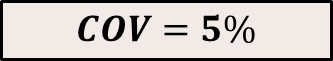 COV = 5%